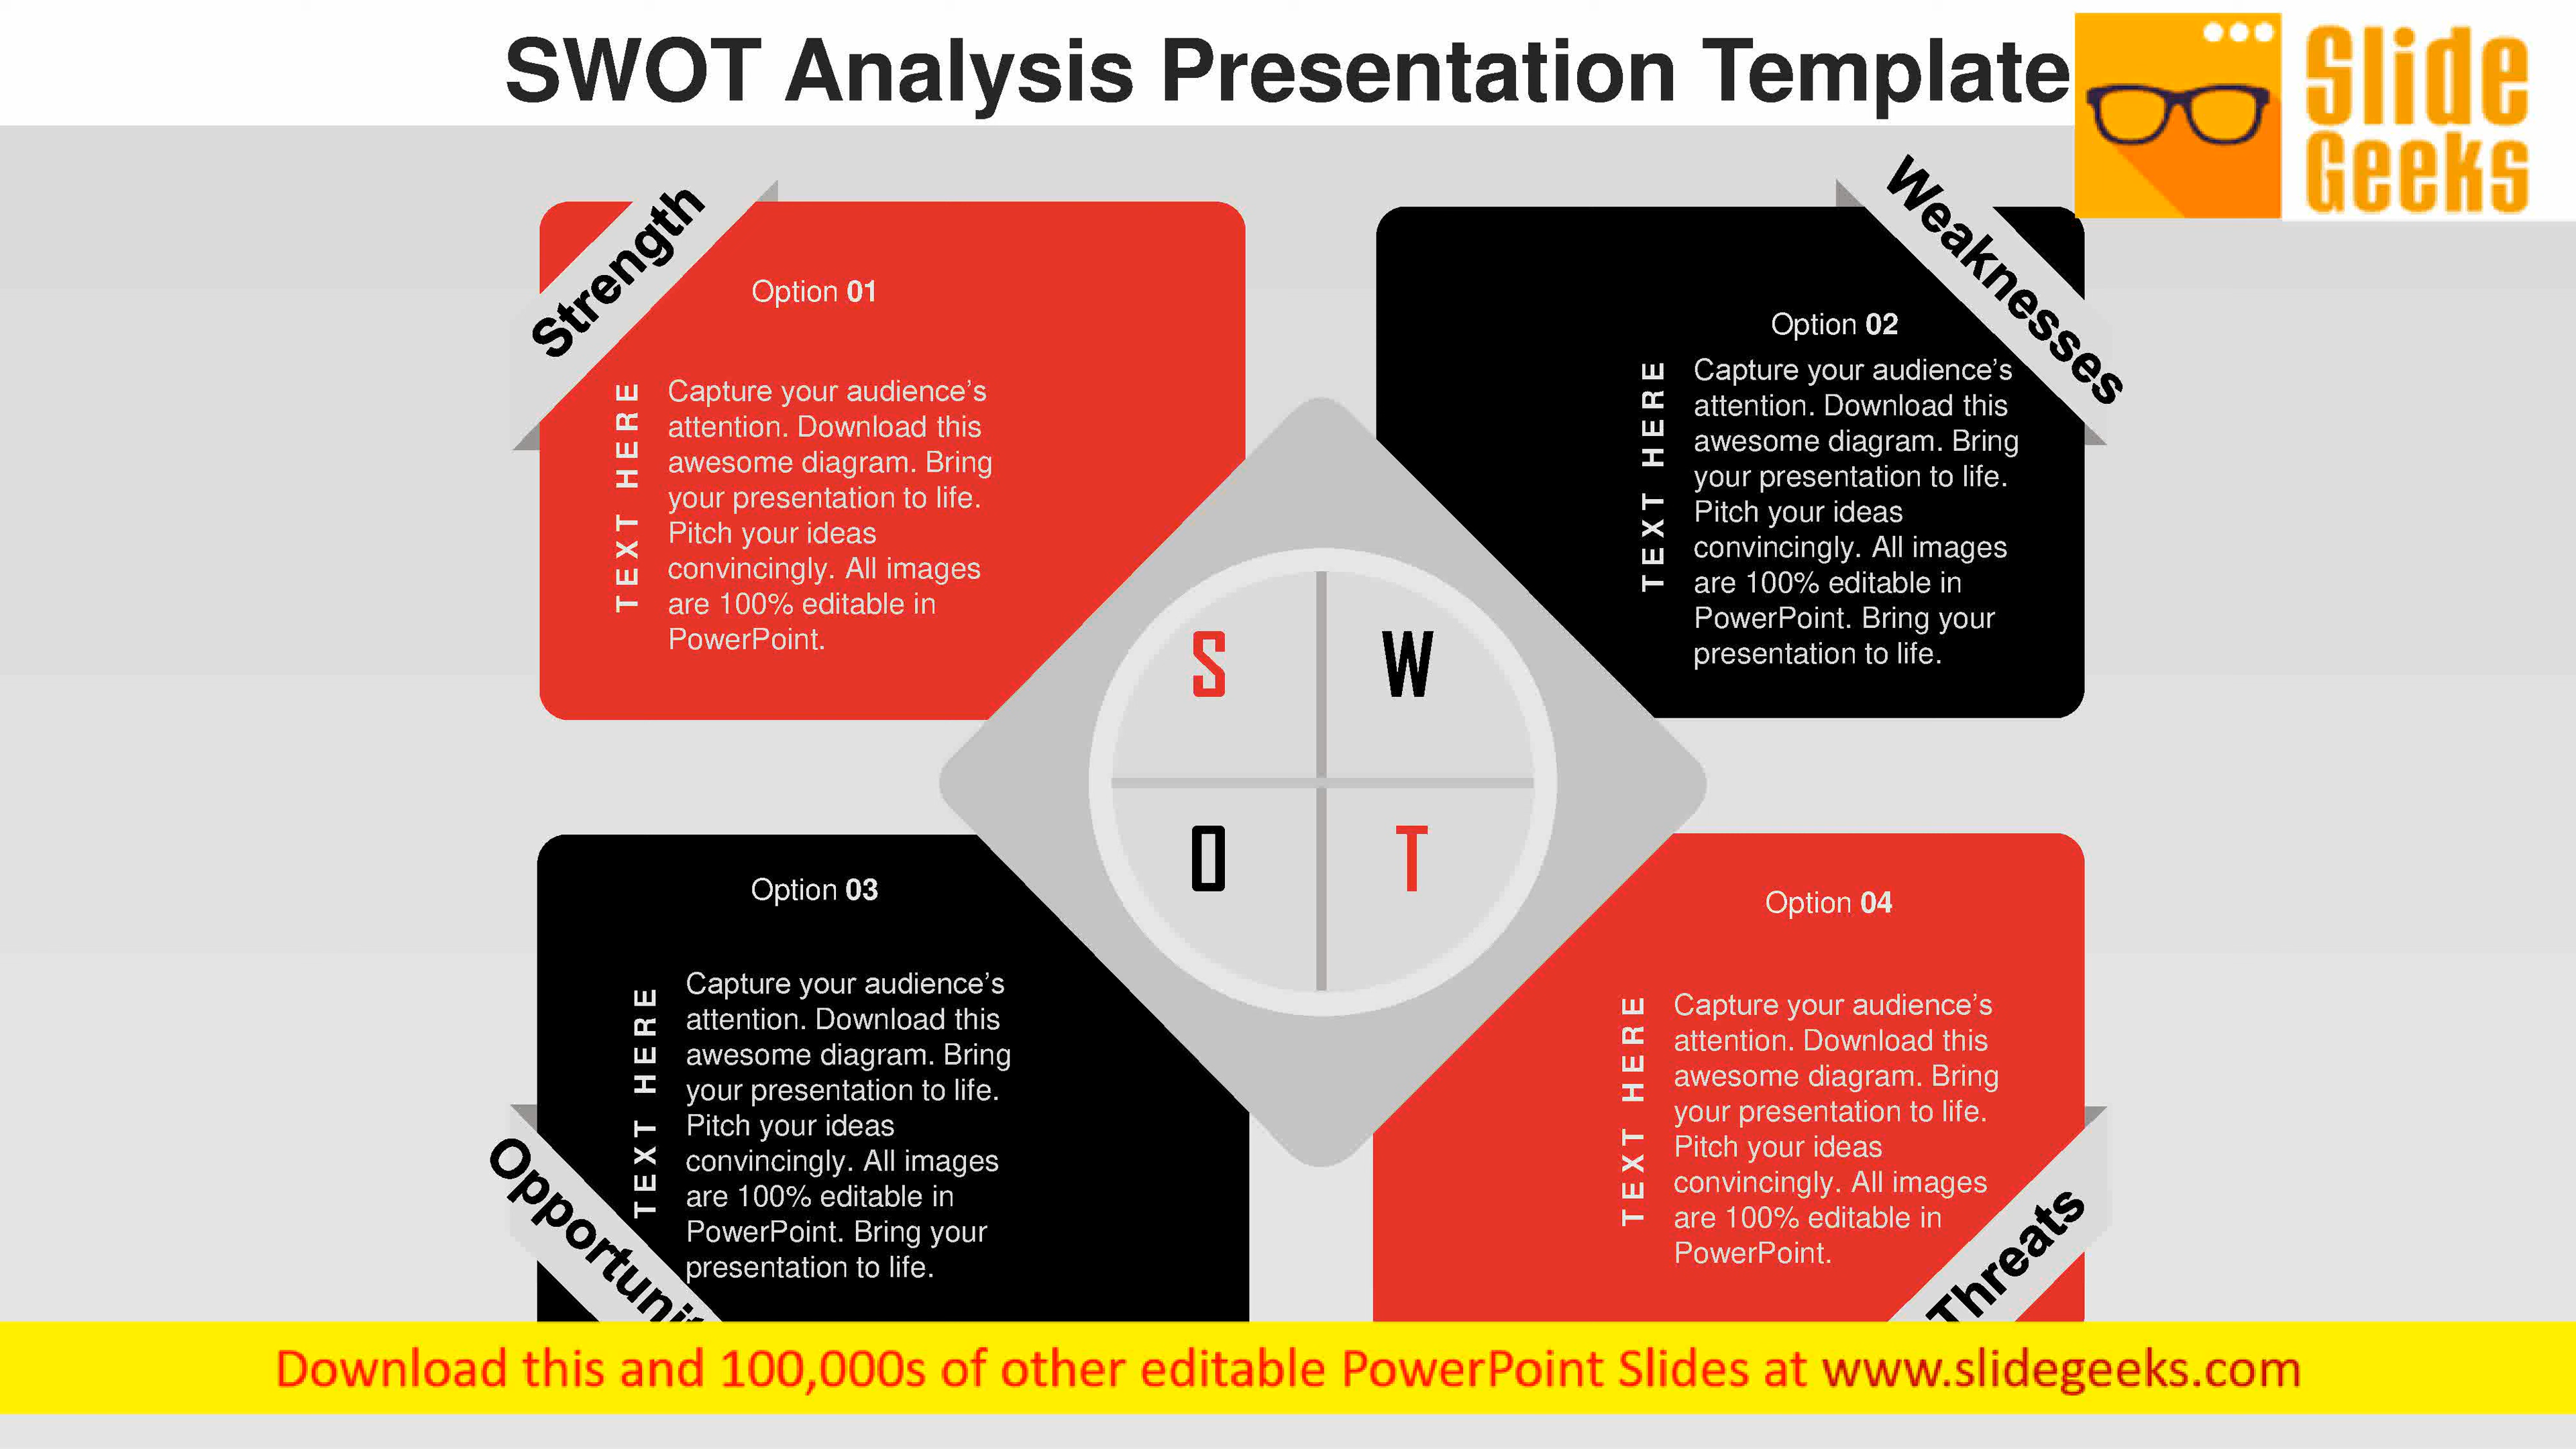 SWOT Analysis Presentation Template
Slide
Geeks
Strength
Option 01
TEXT HERE
Capture your audience’s
attention. Download this
awesome diagram. Bring
your presentation to life.
Pitch your ideas
convincingly. All images
are 100% editable in
PowerPoint.
Weaknesses
Option 02
TEXT HERE
Capture your audience’s
attention. Download this
awesome diagram. Bring
your presentation to life.
Pitch your ideas
convincingly. All images
are 100% editable in
PowerPoint. Bring your
presentation to life.
S W
O T
Option 03
TEXT HERE
Capture your audience’s
attention. Download this
awesome diagram. Bring
your presentation to life.
Pitch your ideas
convincingly. All images
are 100% editable in
PowerPoint. Bring your
presentation to life.
Option 04
TEXT HERE
Capture your audience’s
attention. Download this
awesome diagram. Bring
your presentation to life.
Pitch your ideas
convincingly. All images
are 100% editable in
PowerPoint.
Threats
Download this and 100,000s of other editable PowerPoint Slides at www.slidegeeks.com